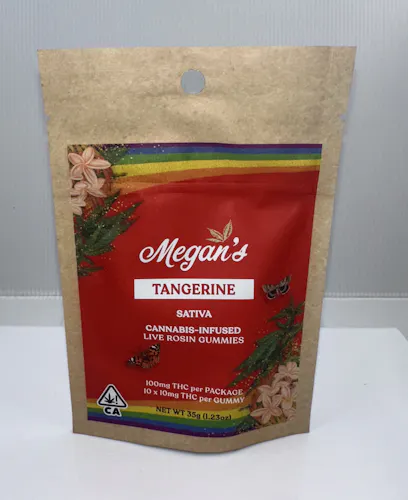 Megan's
TANGERINE
SATIVA
CANNABIS-INFUSED
LIVE ROSIN GUMMIES
100mg THC per PACKAGE
10 x 10mg THC per GUMMY
NET WT 35g (1.23oz)
CA